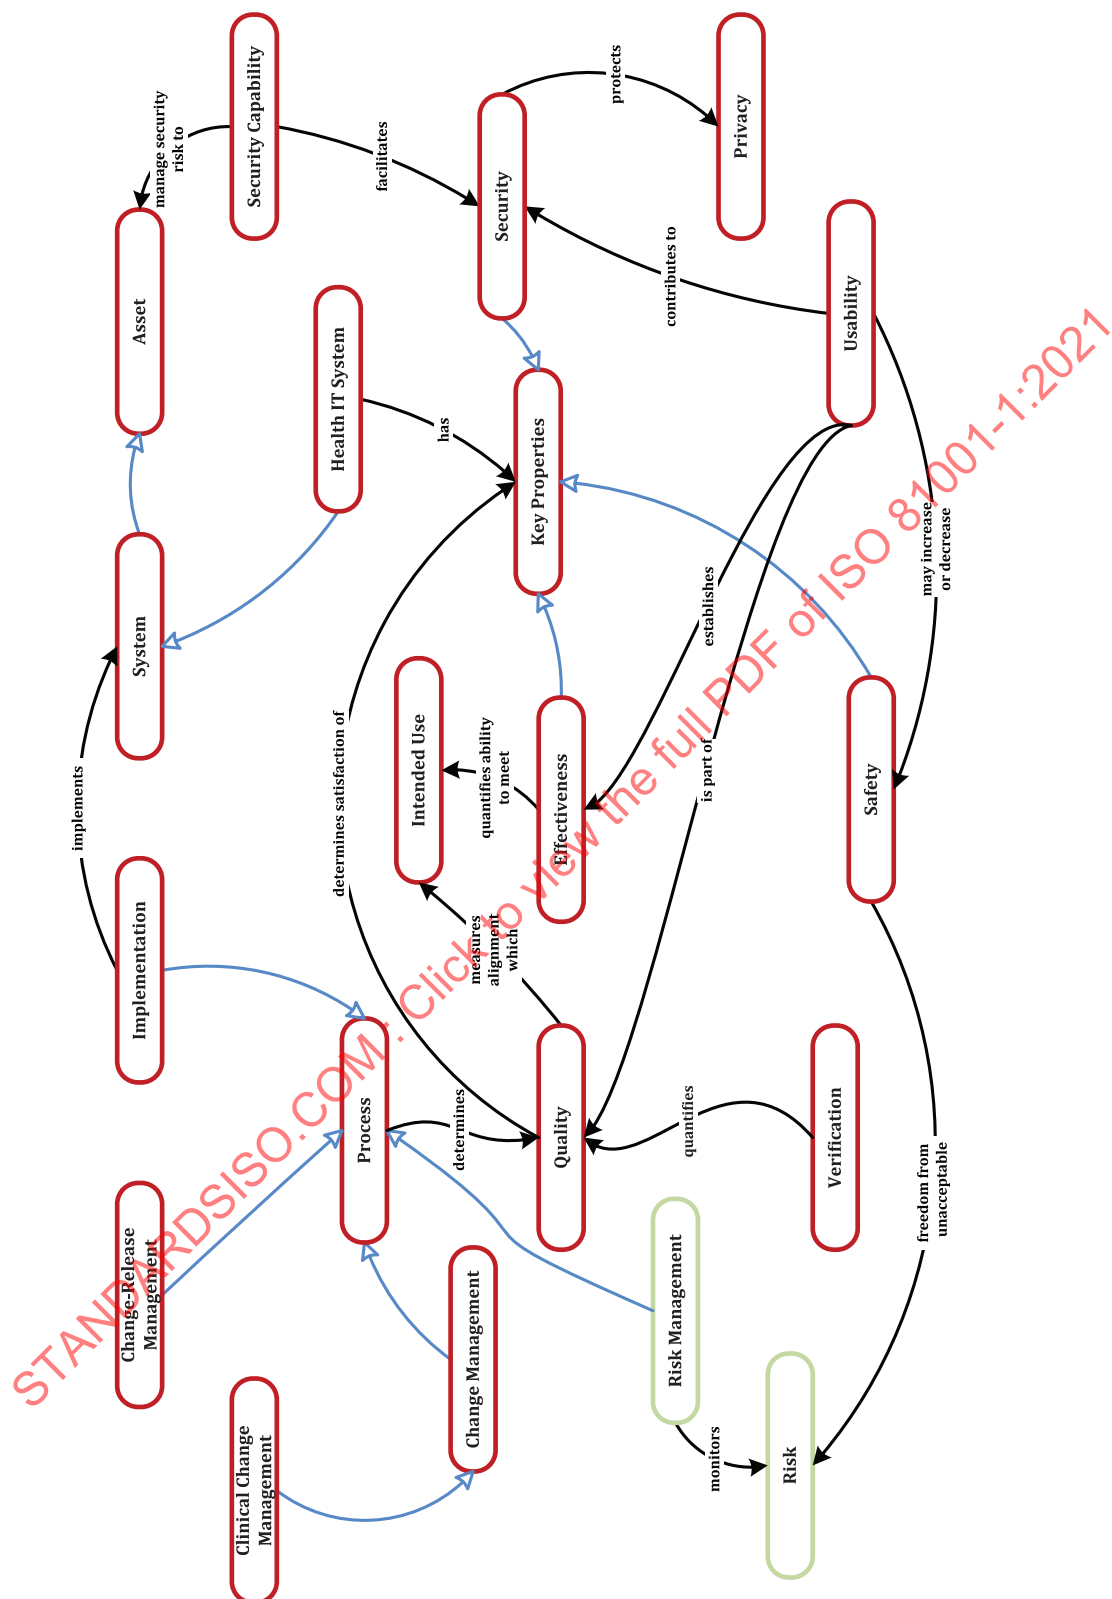 Asset
manage security
risk to
Security Capability
facilitates
Security
protects
Privacy
contributes to
Usability
Health IT System
has
Key Properties
System
implements
Implementation
determines satisfaction of
Intended Use
quantifies ability
to meet
Effectiveness
establishes
is part of
may increase
or decrease
Safety
measures
alignment
which
Process
determines
Quality
quantifies
Verification
freedom from
unacceptable
Change-Release
Management
Clinical Change
Management
Change Management
Risk Management
monitors
Risk
STANDARDSISO.COM : Click to view the full PDF of ISO 81001-1:2021